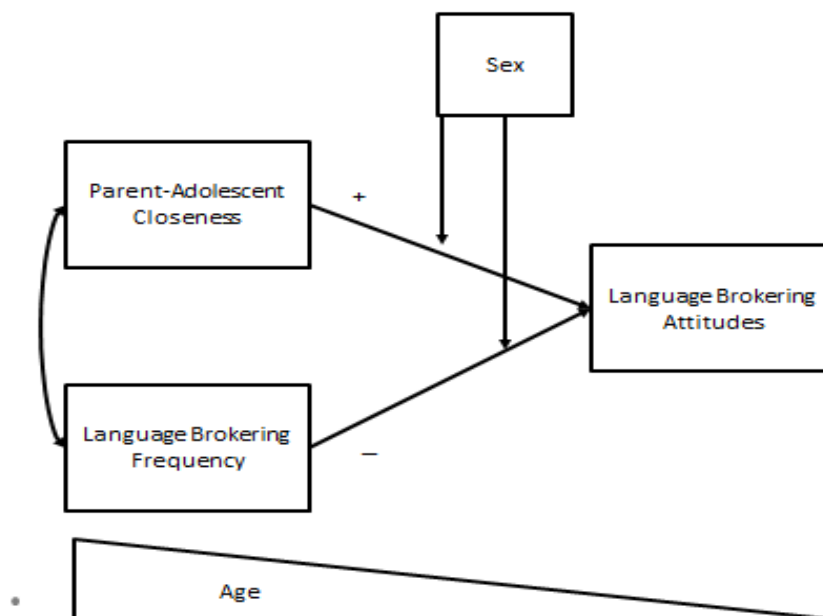 Sex
Parent-Adolescent
Closeness
+
Language Brokering
Attitudes
Language Brokering
Frequency
–
Age